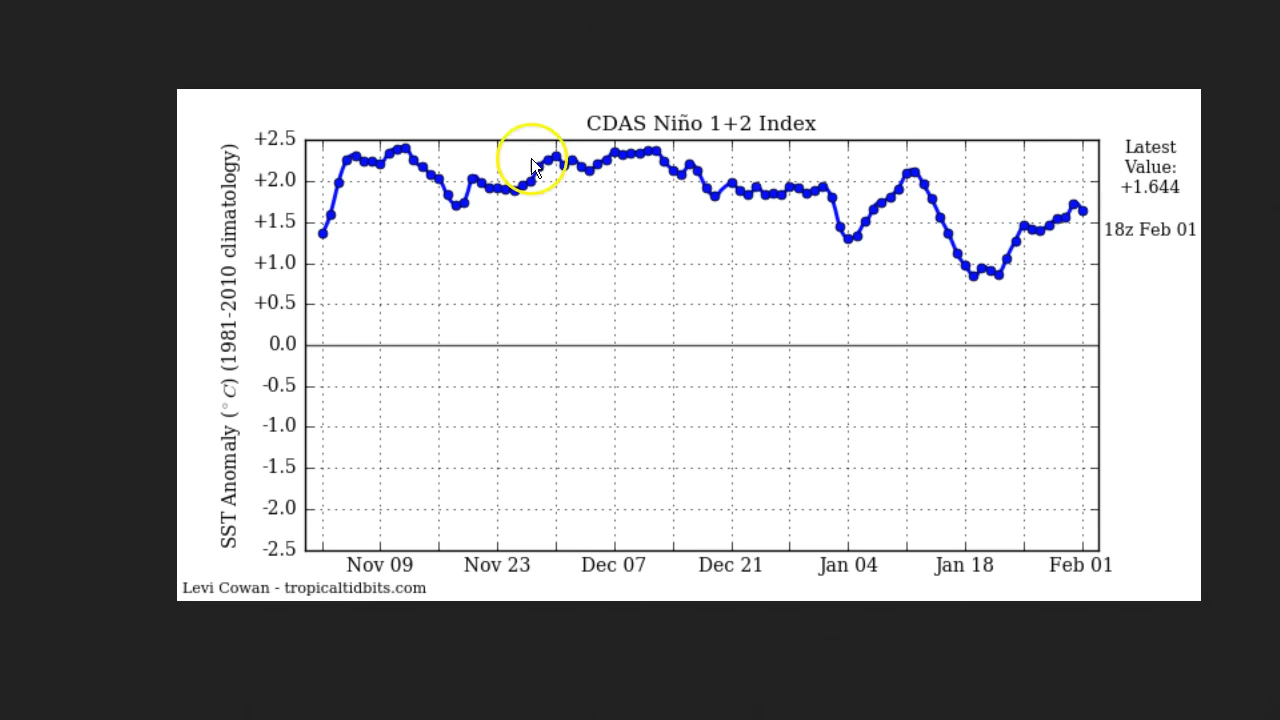 CDAS Niño 1+2 Index
+2.5
+2.0
+1.5
+1.0
+0.5
0.0
-0.5
-1.0
-1.5
-2.0
-2.5
SST Anomaly (°C) (1981-2010 climatology)
Nov 09 Nov 23 Dec 07 Dec 21 Jan 04 Jan 18 Feb 01
Latest
Value:
+1.644
18z Feb 01
Levi Cowan - tropicaltidbits.com